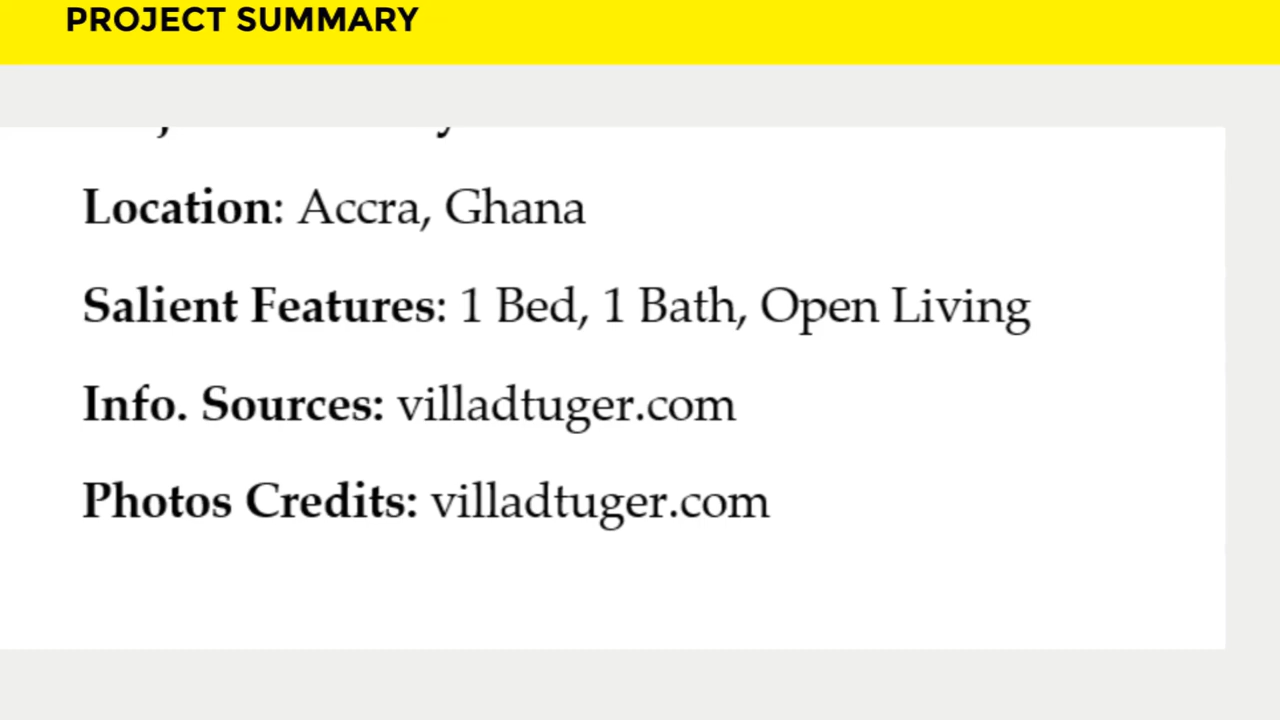 PROJECT SUMMARY
Location: Accra, Ghana
Salient Features: 1 Bed, 1 Bath, Open Living
Info. Sources: villadtuger.com
Photos Credits: villadtuger.com